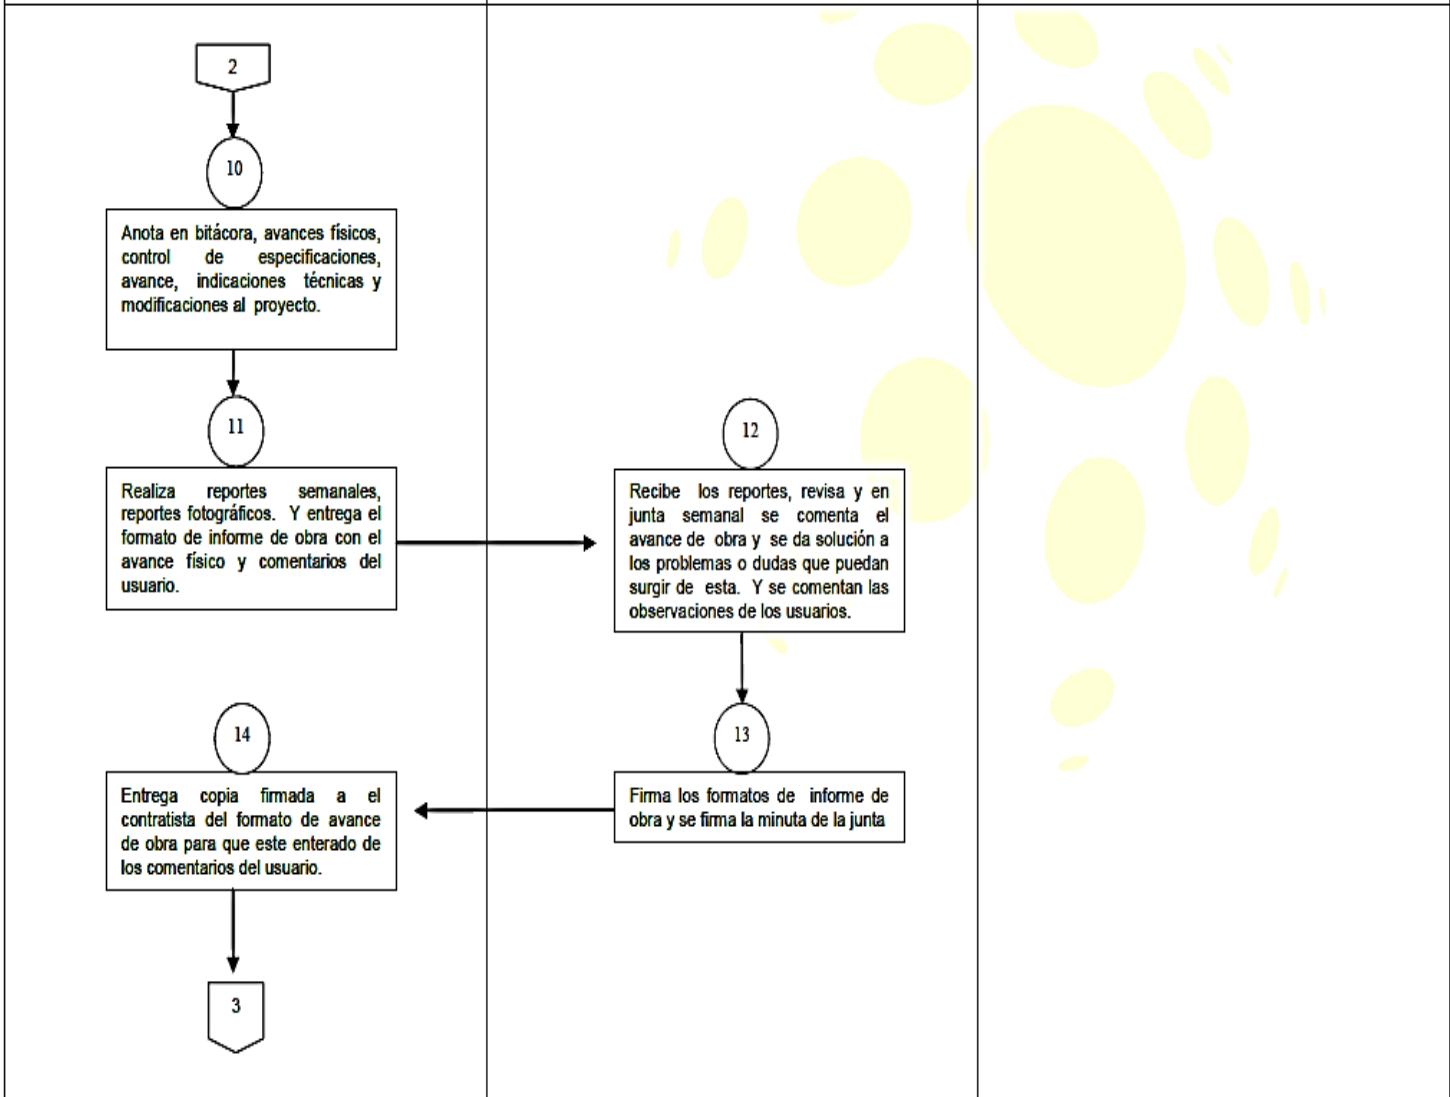 2
10
Anota en bitácora, avances físicos,
control de especificaciones,
avance, indicaciones técnicas y
modificaciones al proyecto.
11
Realiza reportes semanales,
reportes fotográficos. Y entrega el
formato de informe de obra con el
avance físico y comentarios del
usuario.
12
Recibe los reportes, revisa y en
junta semanal se comenta el
avance de obra y se da solución a
los problemas o dudas que puedan
surgir de esta. Y se comentan las
observaciones de los usuarios.
13
Firma los formatos de informe de
obra y se firma la minuta de la junta
14
Entrega copia firmada a el
contratista del formato de avance
de obra para que este enterado de
los comentarios del usuario.
3